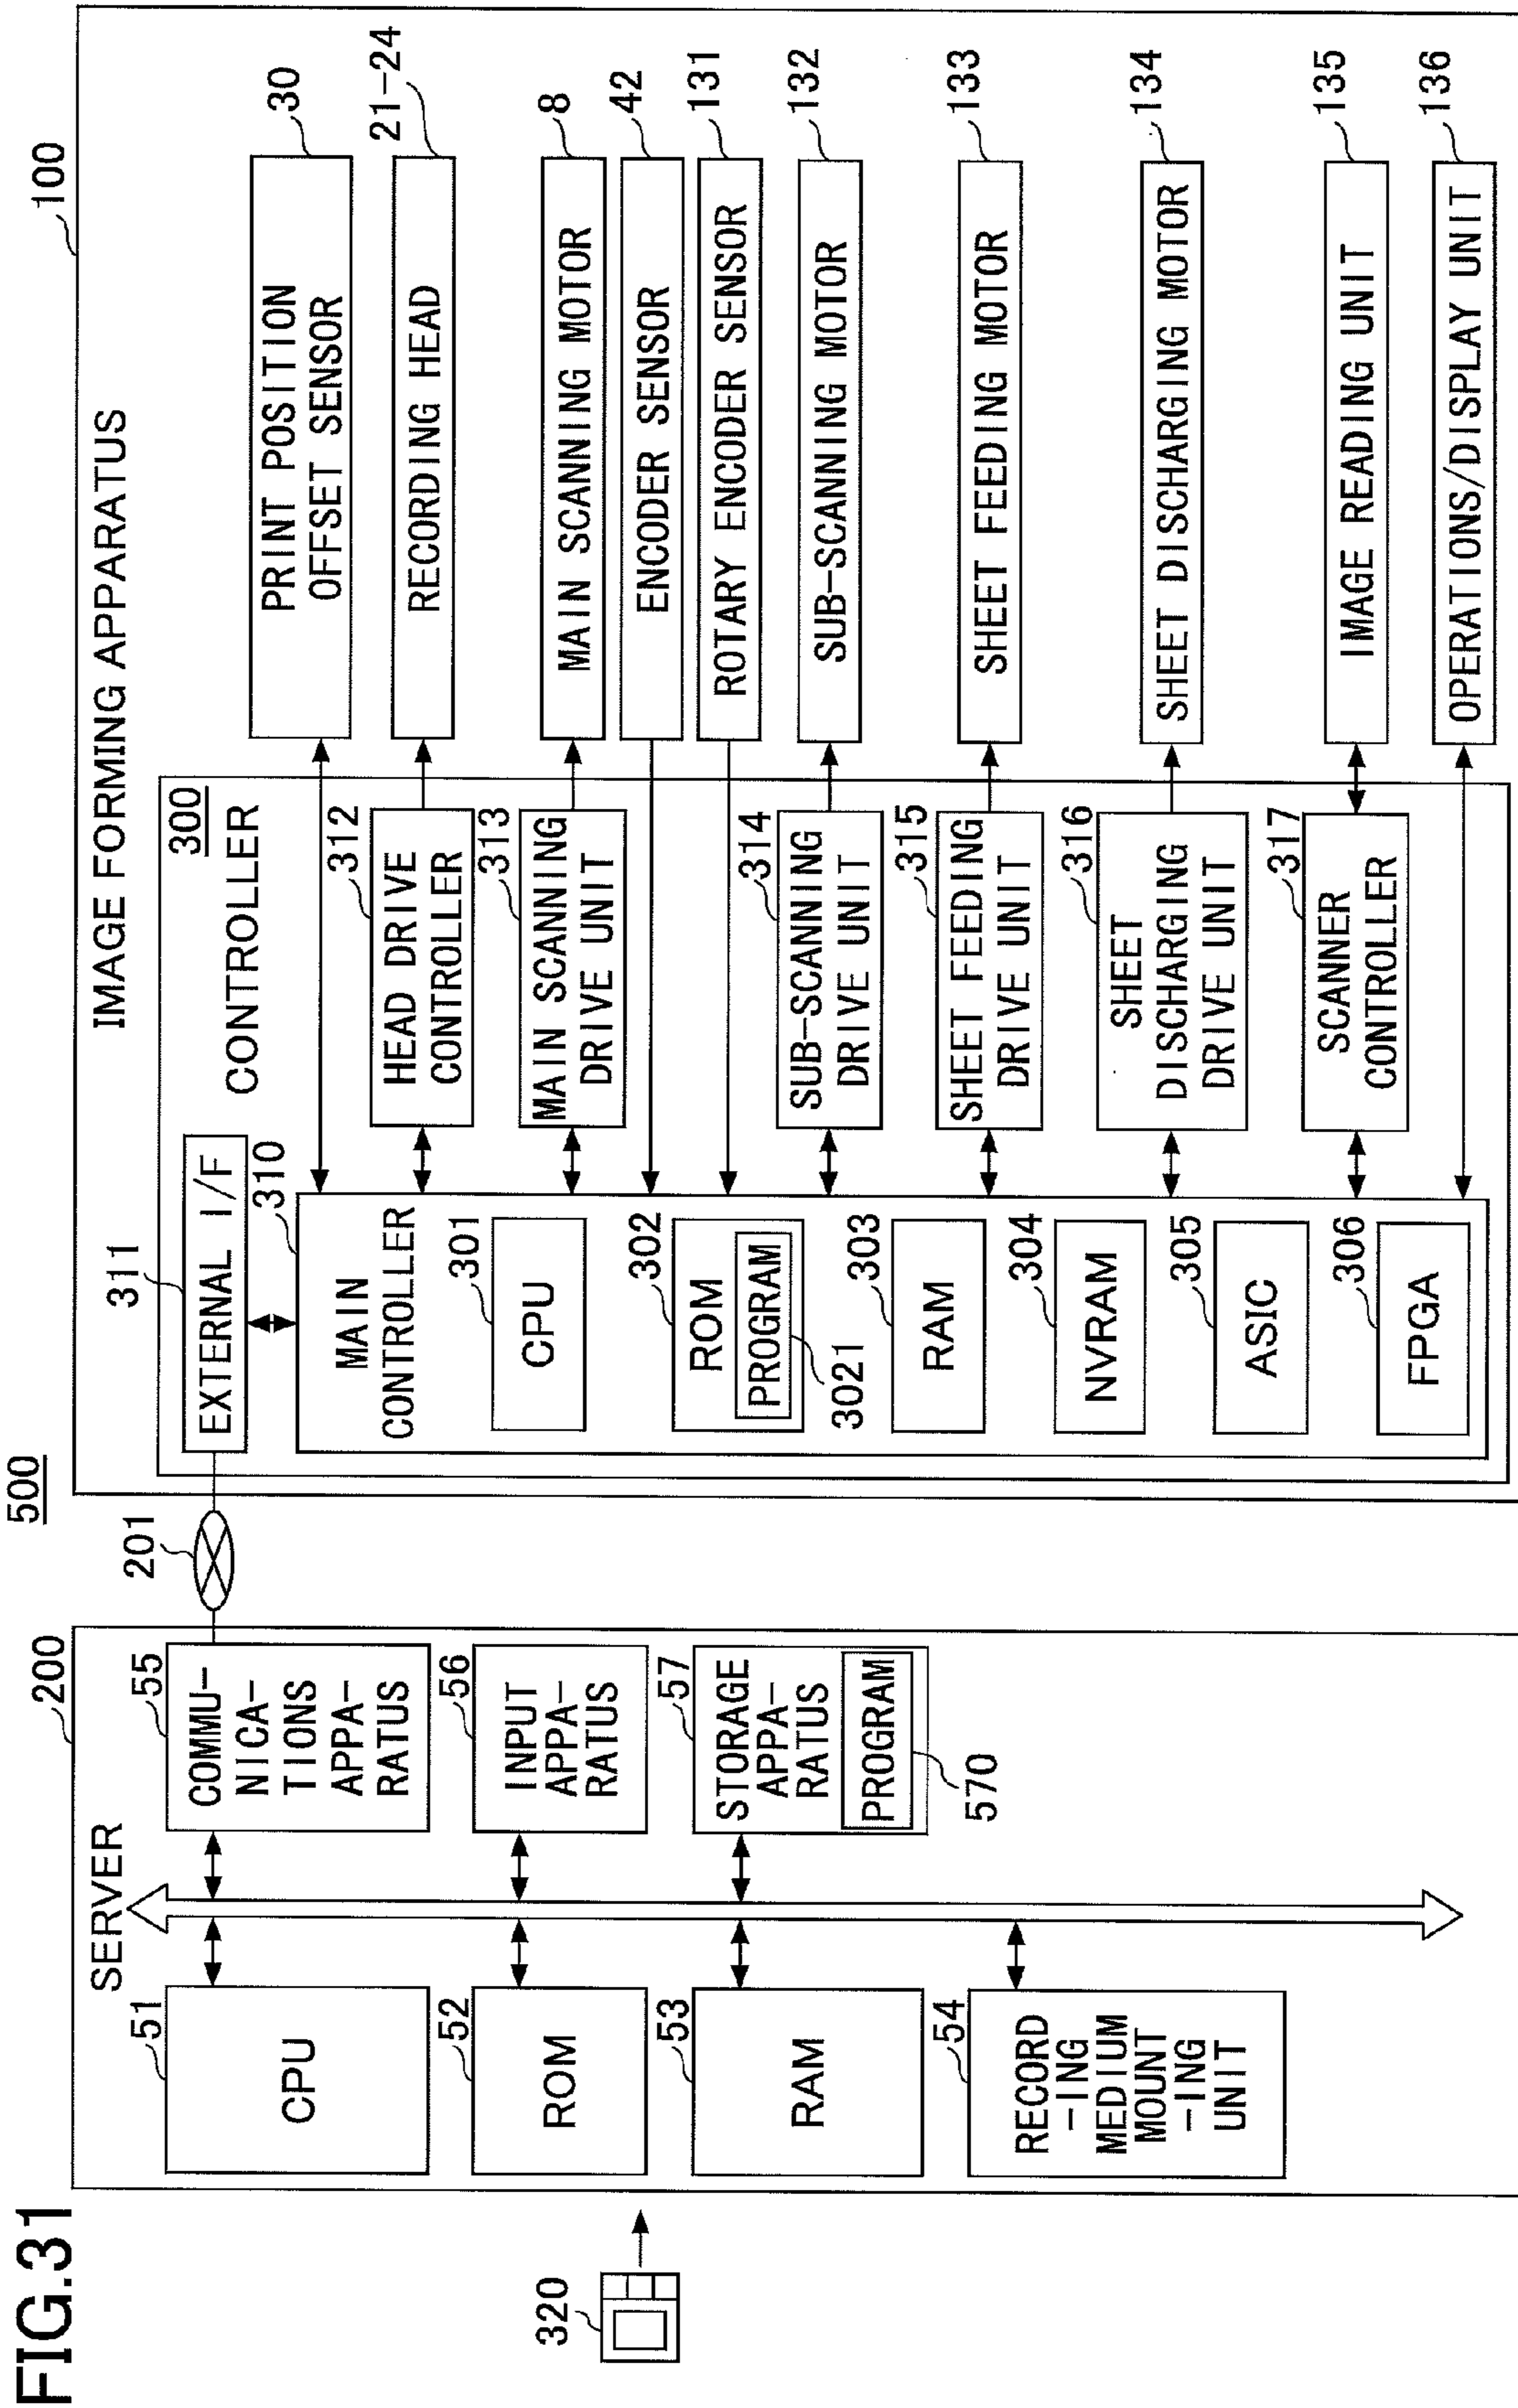 FIG.31
500
200
SERVER
51
CPU
52
ROM
53
RAM
54
RECORD
-ING
MEDIUM
MOUNT
-ING
UNIT
55
COMMU-
NICA-
TIONS
APPA-
RATUS
56
INPUT
APPA-
RATUS
57
STORAGE
APPA-
RATUS
PROGRAM
570
320
201
100
IMAGE FORMING APPARATUS
300
CONTROLLER
311
EXTERNAL I/F
310
MAIN
CONTROLLER
301
CPU
302
ROM
PROGRAM
3021
303
RAM
304
NVRAM
305
ASIC
306
FPGA
312
HEAD DRIVE
CONTROLLER
313
MAIN SCANNING
DRIVE UNIT
314
SUB-SCANNING
DRIVE UNIT
315
SHEET FEEDING
DRIVE UNIT
316
SHEET
DISCHARGING
DRIVE UNIT
317
SCANNER
CONTROLLER
30
PRINT POSITION
OFFSET SENSOR
21-24
RECORDING HEAD
8
MAIN SCANNING MOTOR
42
ENCODER SENSOR
131
ROTARY ENCODER SENSOR
132
SUB-SCANNING MOTOR
133
SHEET FEEDING MOTOR
134
SHEET DISCHARGING MOTOR
135
IMAGE READING UNIT
136
OPERATIONS/DISPLAY UNIT